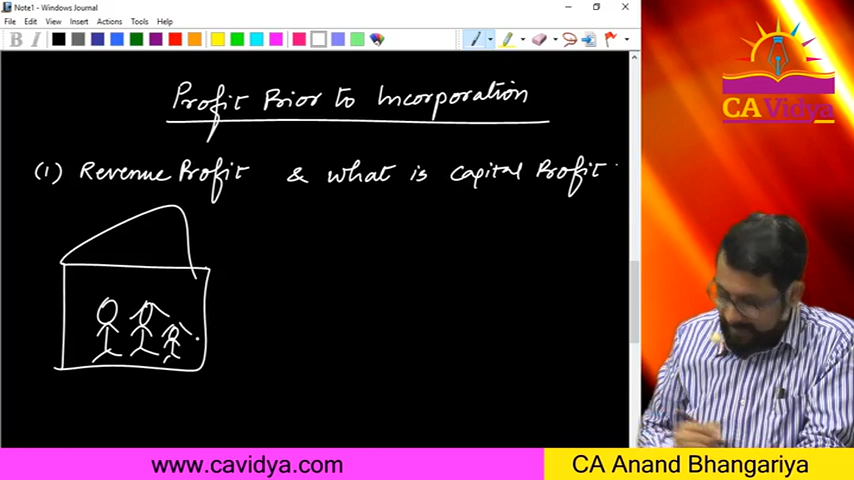 Note1 - Windows Journal
File Edit View Insert Actions Tools Help
B I
Profit Prior to Incorporation
(1) Revenue Profit & what is capital Profit.
CA Vidya
www.cavidya.com
CA Anand Bhangariya